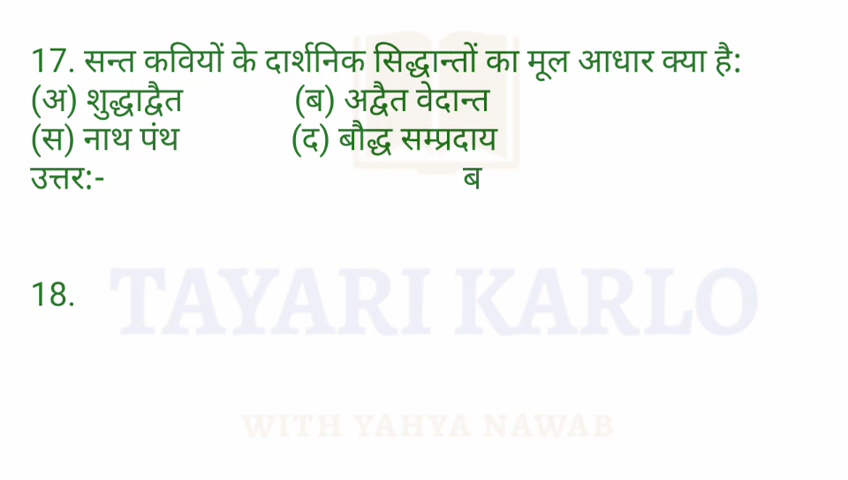 17. सन्त कवियों के दार्शनिक सिद्धान्तों का मूल आधार क्या है:
(अ) शुद्धाद्वैत (ब) अद्वैत वेदान्त
(स) नाथ पंथ (द) बौद्ध सम्प्रदाय
उत्तर:- ब
18.
TAYARI KARLO
WITH YAHYA NAWAB